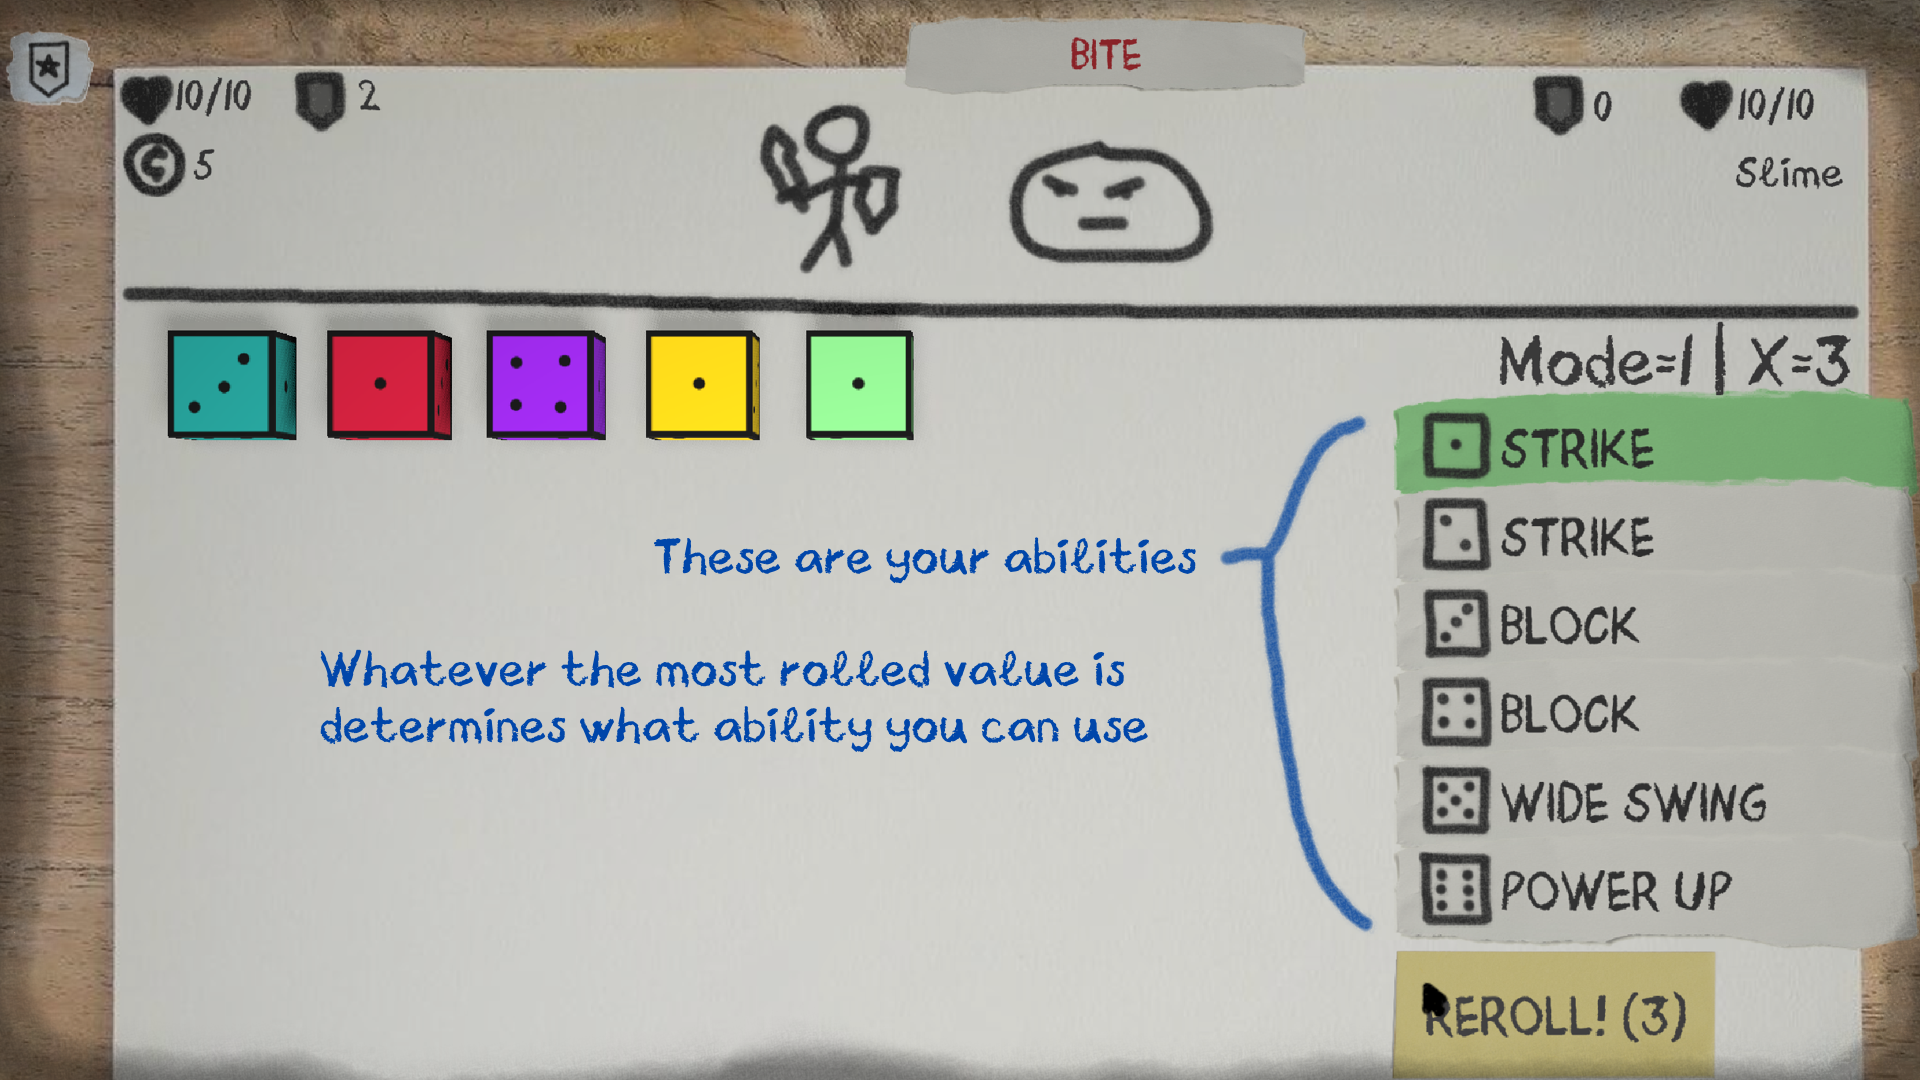 BITE
10/10 2
0 10/10
5
Slime
Mode=1 | X=3
STRIKE
STRIKE
BLOCK
BLOCK
WIDE SWING
POWER UP
These are your abilities
Whatever the most rolled value is
determines what ability you can use
REROLL! (3)